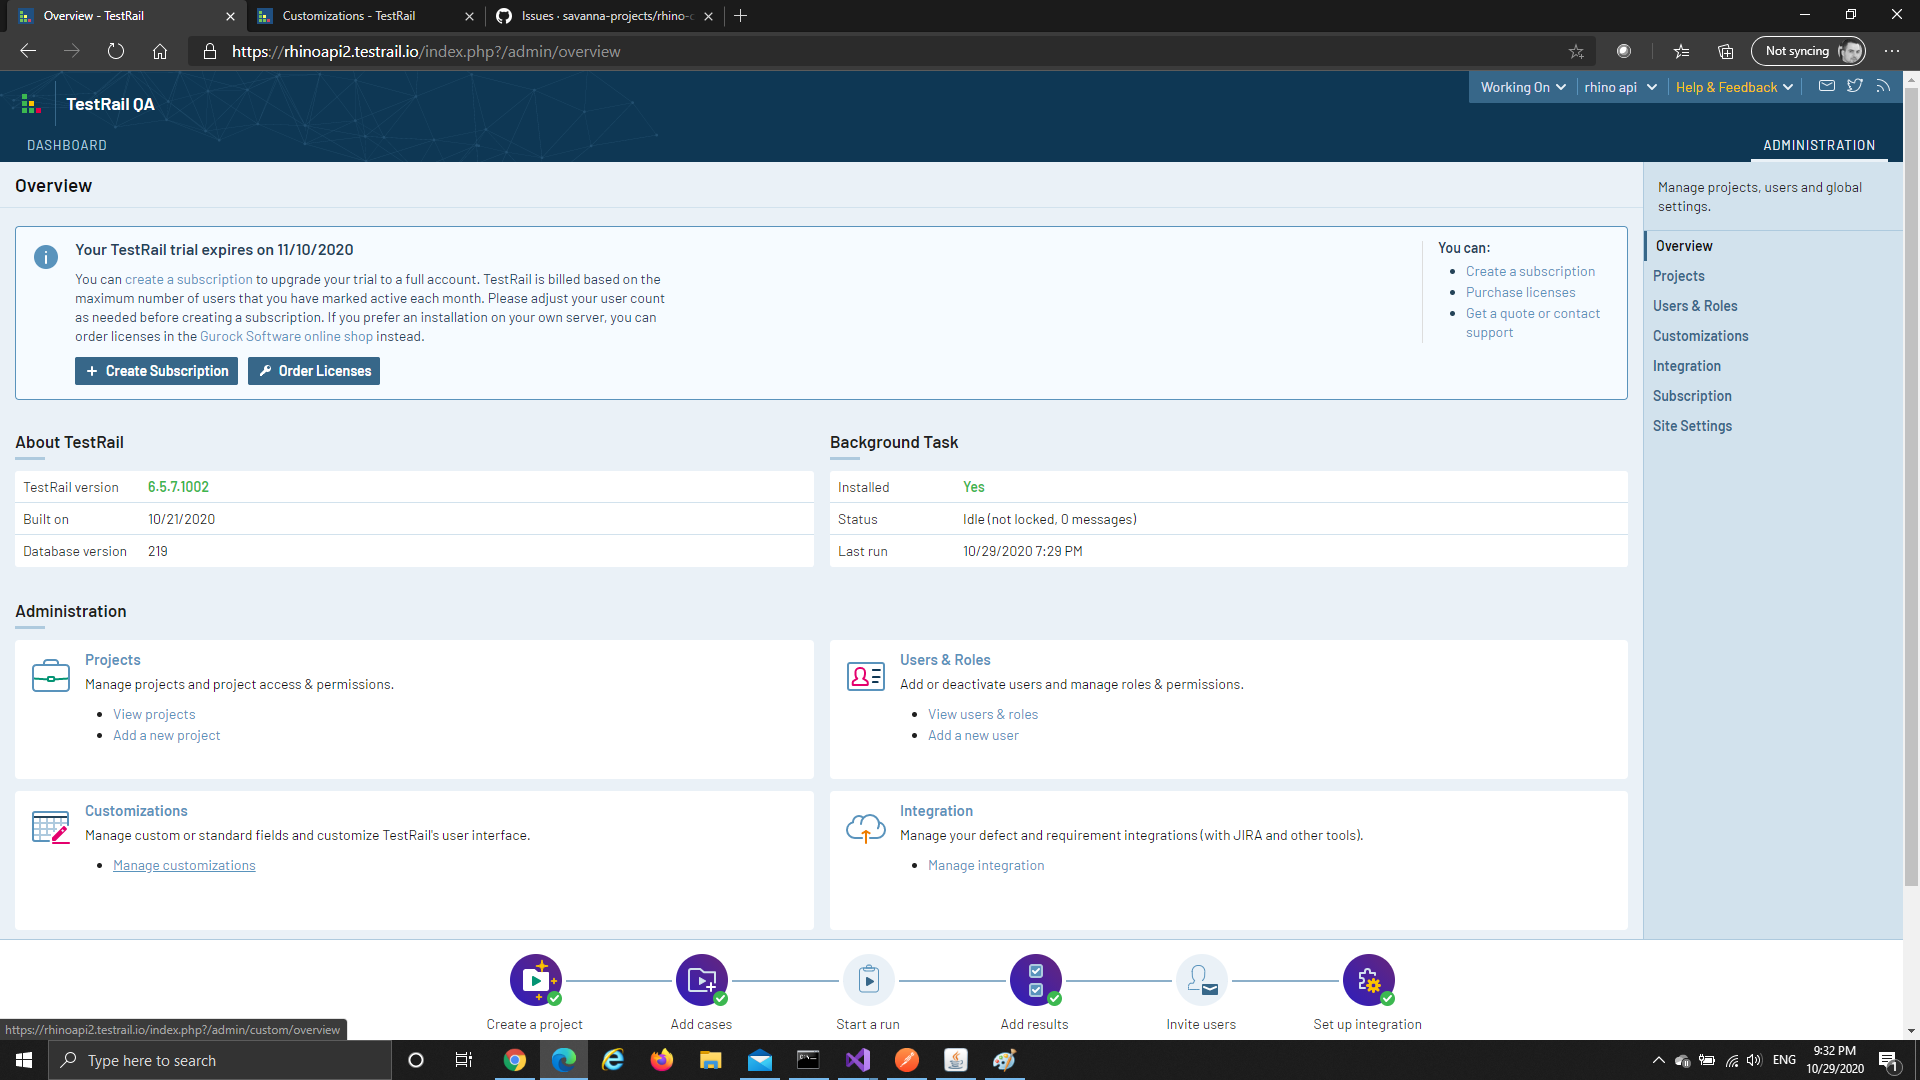 Overview - TestRail
Customizations - TestRail
Issues · savanna-projects/rhino-c
https://rhinoapi2.testrail.io/index.php?/admin/overview
Not syncing
TestRail QA
Working On
rhino api
Help & Feedback
DASHBOARD
ADMINISTRATION
Overview
Manage projects, users and global
settings.
Overview
Projects
Users & Roles
Customizations
Integration
Subscription
Site Settings
Your TestRail trial expires on 11/10/2020
You can create a subscription to upgrade your trial to a full account. TestRail is billed based on the
maximum number of users that you have marked active each month. Please adjust your user count
as needed before creating a subscription. If you prefer an installation on your own server, you can
order licenses in the Gurock Software online shop instead.
+ Create Subscription
Order Licenses
You can:
• Create a subscription
• Purchase licenses
• Get a quote or contact
support
About TestRail
TestRail version 6.5.7.1002
Built on 10/21/2020
Database version 219
Background Task
Installed Yes
Status Idle (not locked, 0 messages)
Last run 10/29/2020 7:29 PM
Administration
Projects
Manage projects and project access & permissions.
• View projects
• Add a new project
Users & Roles
Add or deactivate users and manage roles & permissions.
• View users & roles
• Add a new user
Customizations
Manage custom or standard fields and customize TestRail's user interface.
• Manage customizations
Integration
Manage your defect and requirement integrations (with JIRA and other tools).
• Manage integration
Create a project
Add cases
Start a run
Add results
Invite users
Set up integration
https://rhinoapi2.testrail.io/index.php?/admin/custom/overview
Type here to search
ENG
9:32 PM
10/29/2020
1